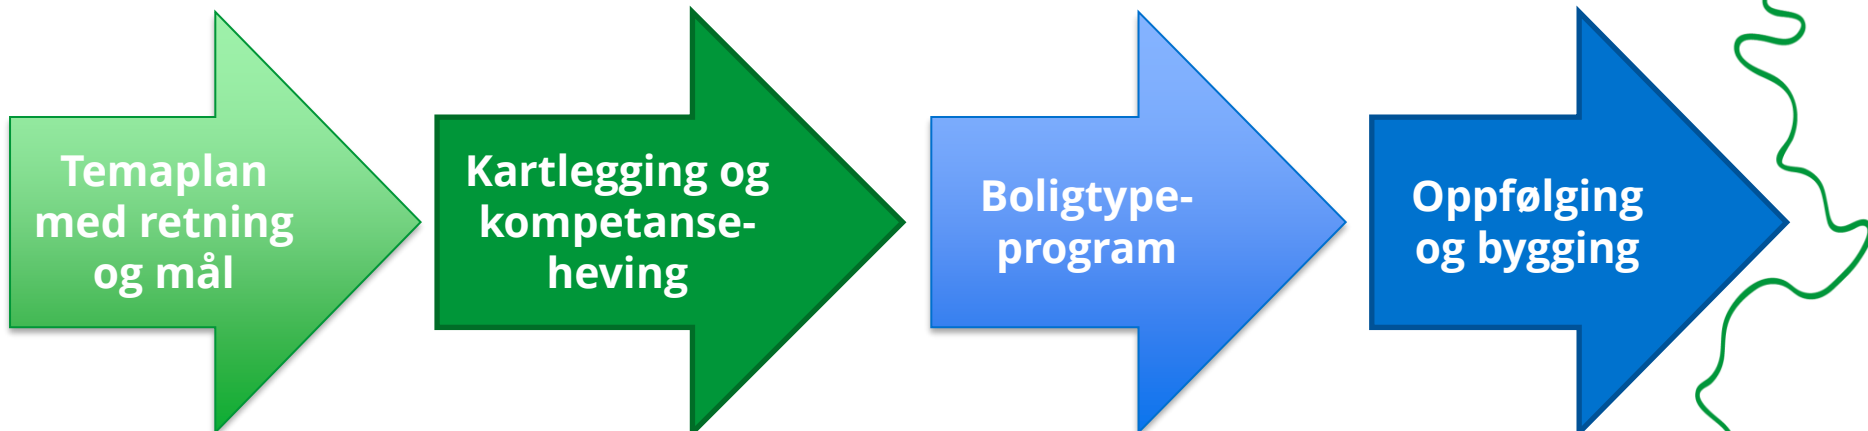 Temaplan
med retning
og mål
Kartlegging og
kompetanse-
heving
Boligtype-
program
Oppfølging
og bygging